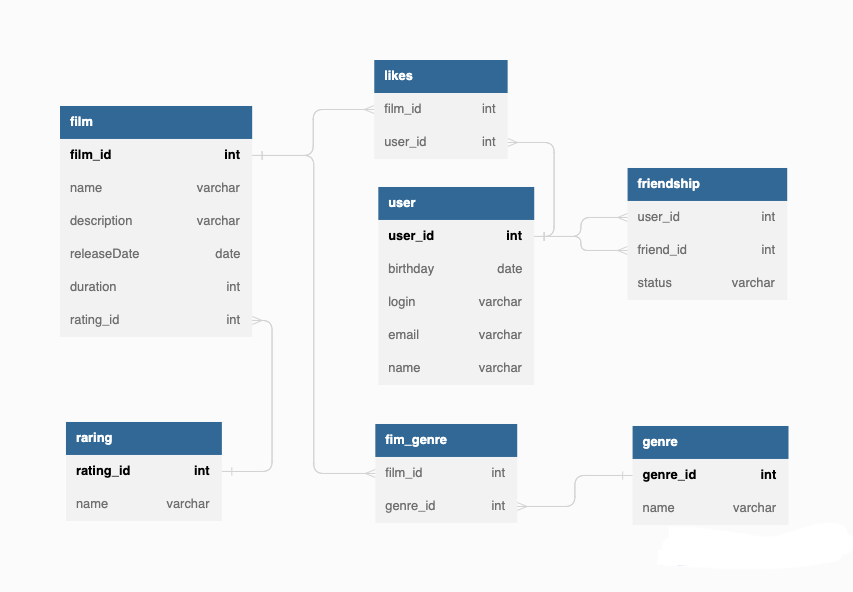 likes
film_id int
user_id int
film
film_id int
name varchar
description varchar
releaseDate date
duration int
rating_id int
friendship
user_id int
friend_id int
status varchar
user
user_id int
birthday date
login varchar
email varchar
name varchar
raring
rating_id int
name varchar
fim_genre
film_id int
genre_id int
genre
genre_id int
name varchar